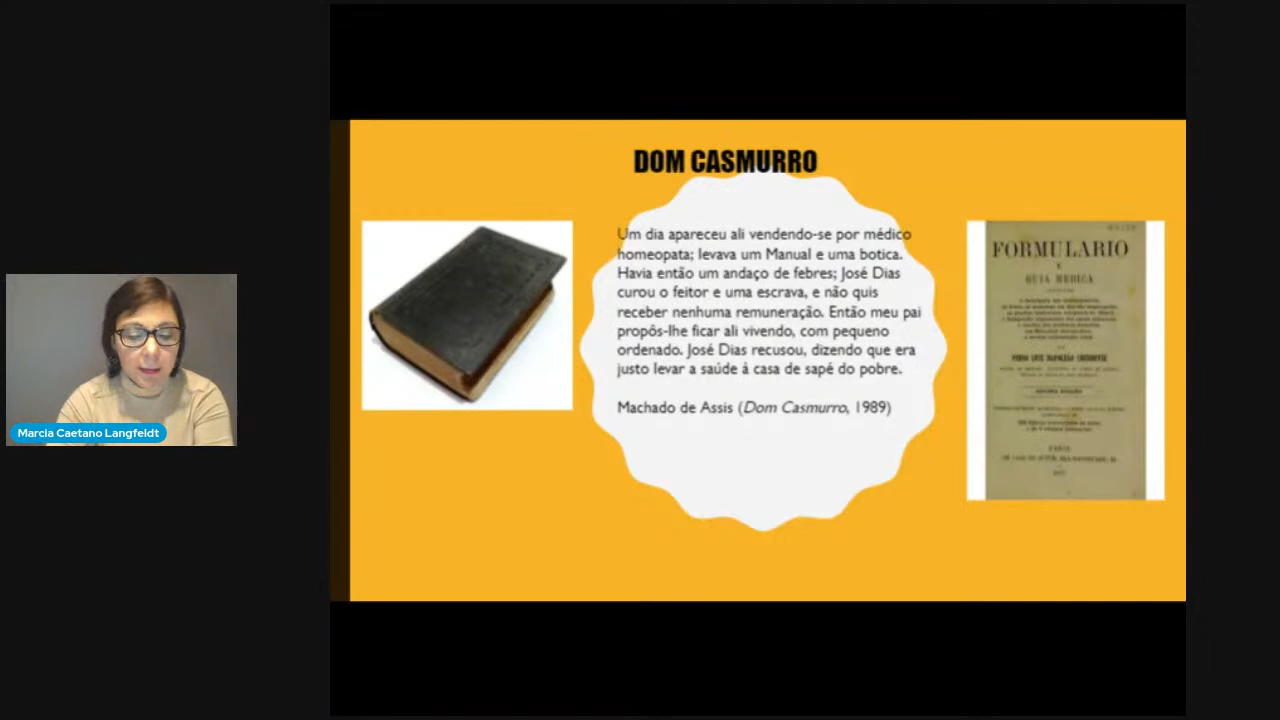 DOM CASMURRO
Um dia apareceu ali vendendo-se por médico
homeopata; levava um Manual e uma botica.
Havia então um andaço de febres; José Dias
curou o feitor e uma escrava, e não quis
receber nenhuma remuneração. Então meu pai
propôs-lhe ficar ali vivendo, com pequeno
ordenado. José Dias recusou, dizendo que era
justo levar a saúde à casa de sapé do pobre.
Machado de Assis (Dom Casmurro, 1989)
FORMULARIO
GUIA MEDICA
Marcia Caetano Langfeldt